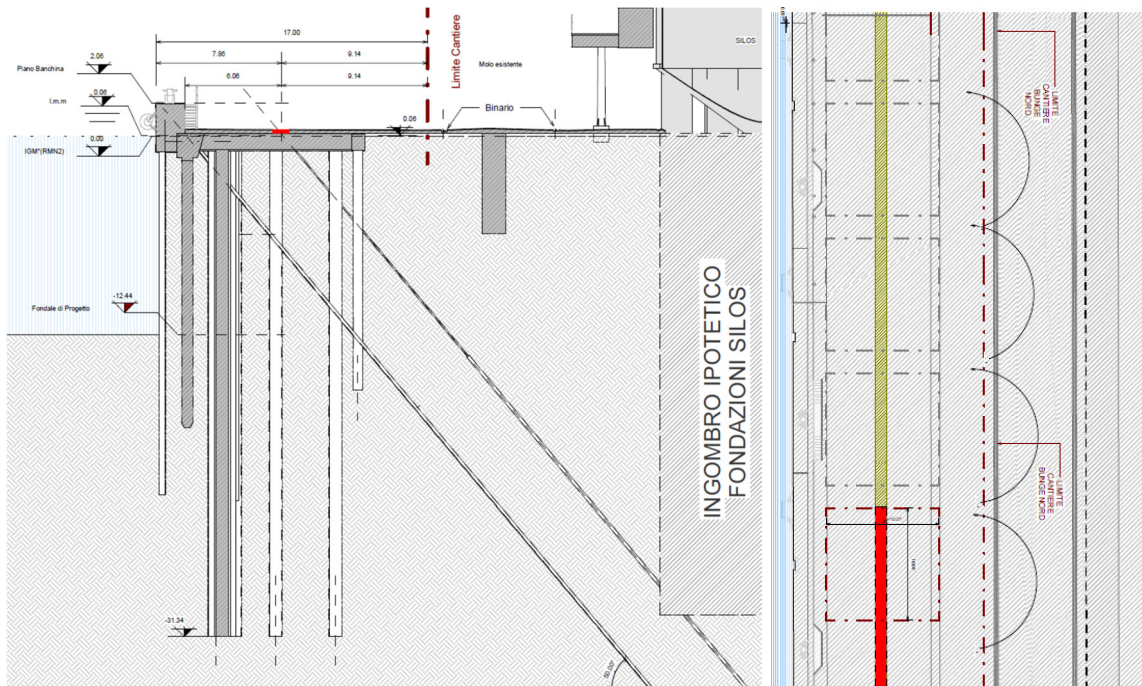 17.00
7.86
9.14
6.06
9.14
Limite Cantiere
Piano Banchina
2.06
l.m.m
0.06
IGM*(RMN2)
0.00
0.06
Molo esistente
Binario
SILOS
Fondale di Progetto
-12.44
-31.34
50.00°
INGOMBRO IPOTETICO
FONDAZIONI SILOS
LIMITE
CANTIERE
BUNGE
NORD
LIMITE
CANTIERE
BUNGE NORD